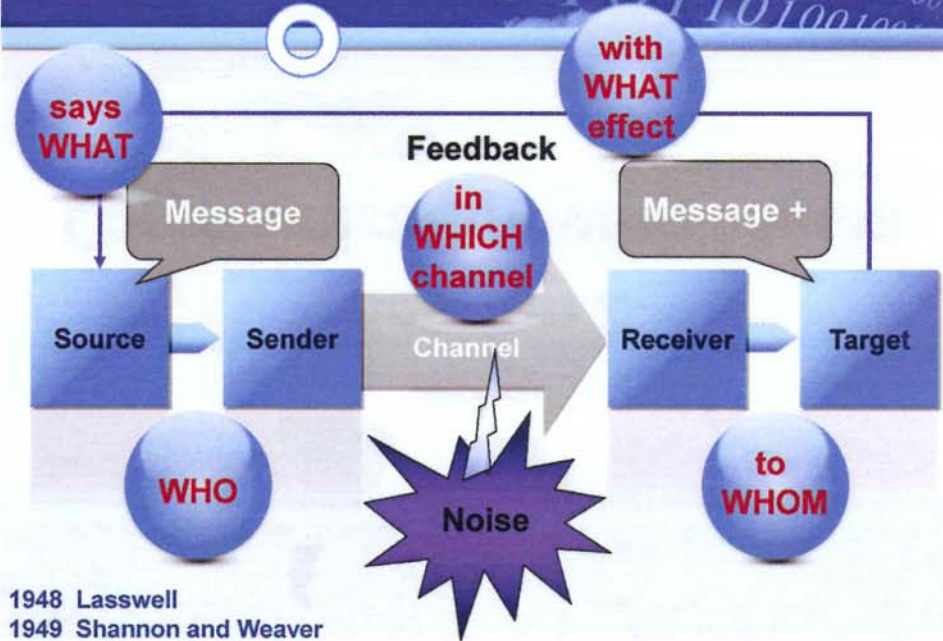 says
WHAT
with
WHAT
effect
Feedback
Message
in
WHICH
channel
Message +
Source
Sender
Channel
Receiver
Target
WHO
Noise
to
WHOM
1948 Lasswell
1949 Shannon and Weaver